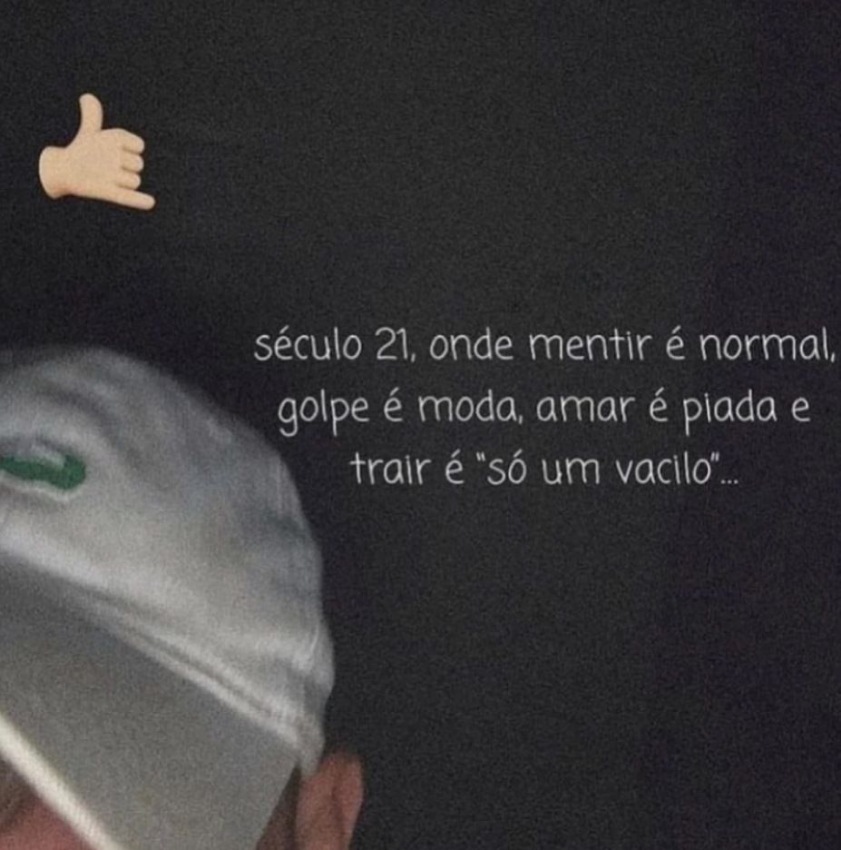 século 21, onde mentir é normal,
golpe é moda, amar é piada e
trair é "só um vacilo"...